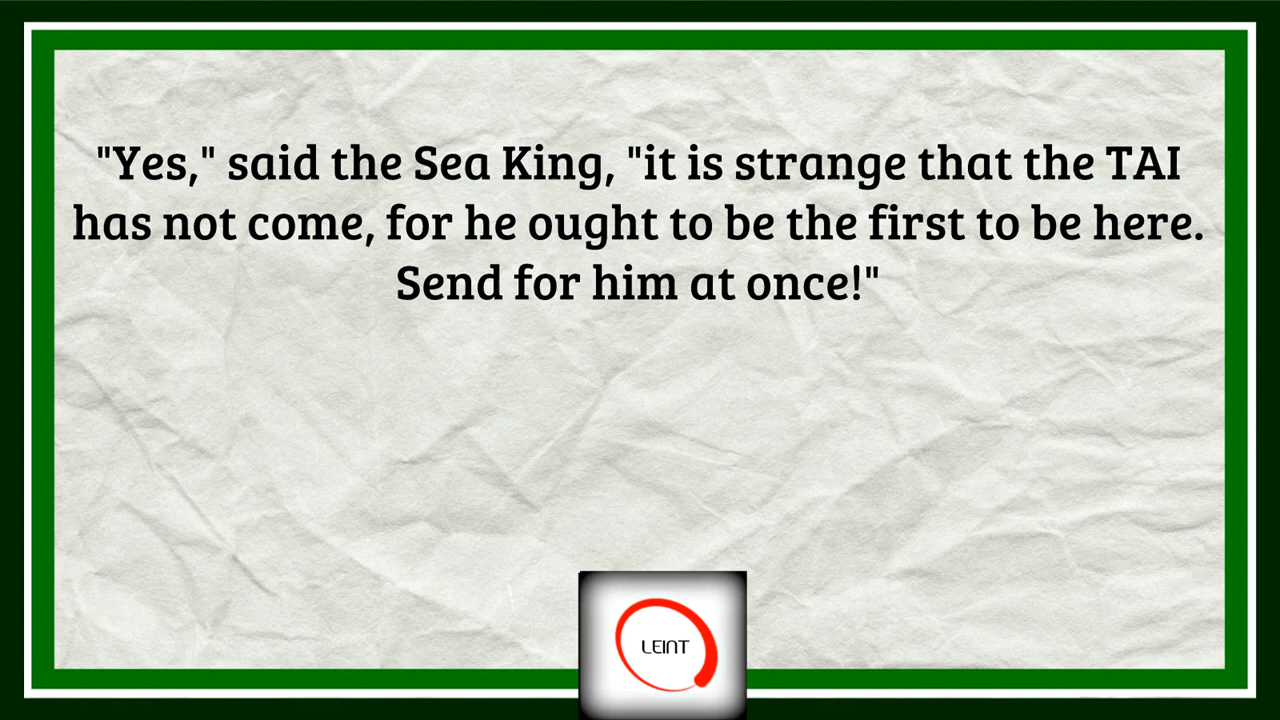 "Yes," said the Sea King, "it is strange that the TAI
has not come, for he ought to be the first to be here.
Send for him at once!"
LEINT